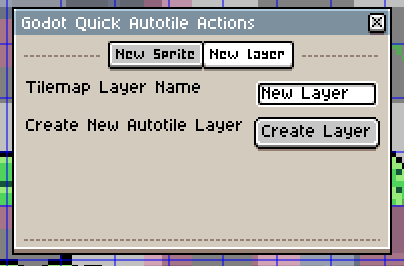 Godot Quick Autotile Actions
New Sprite New Layer
Tilemap Layer Name New Layer
Create New Autotile Layer Create Layer